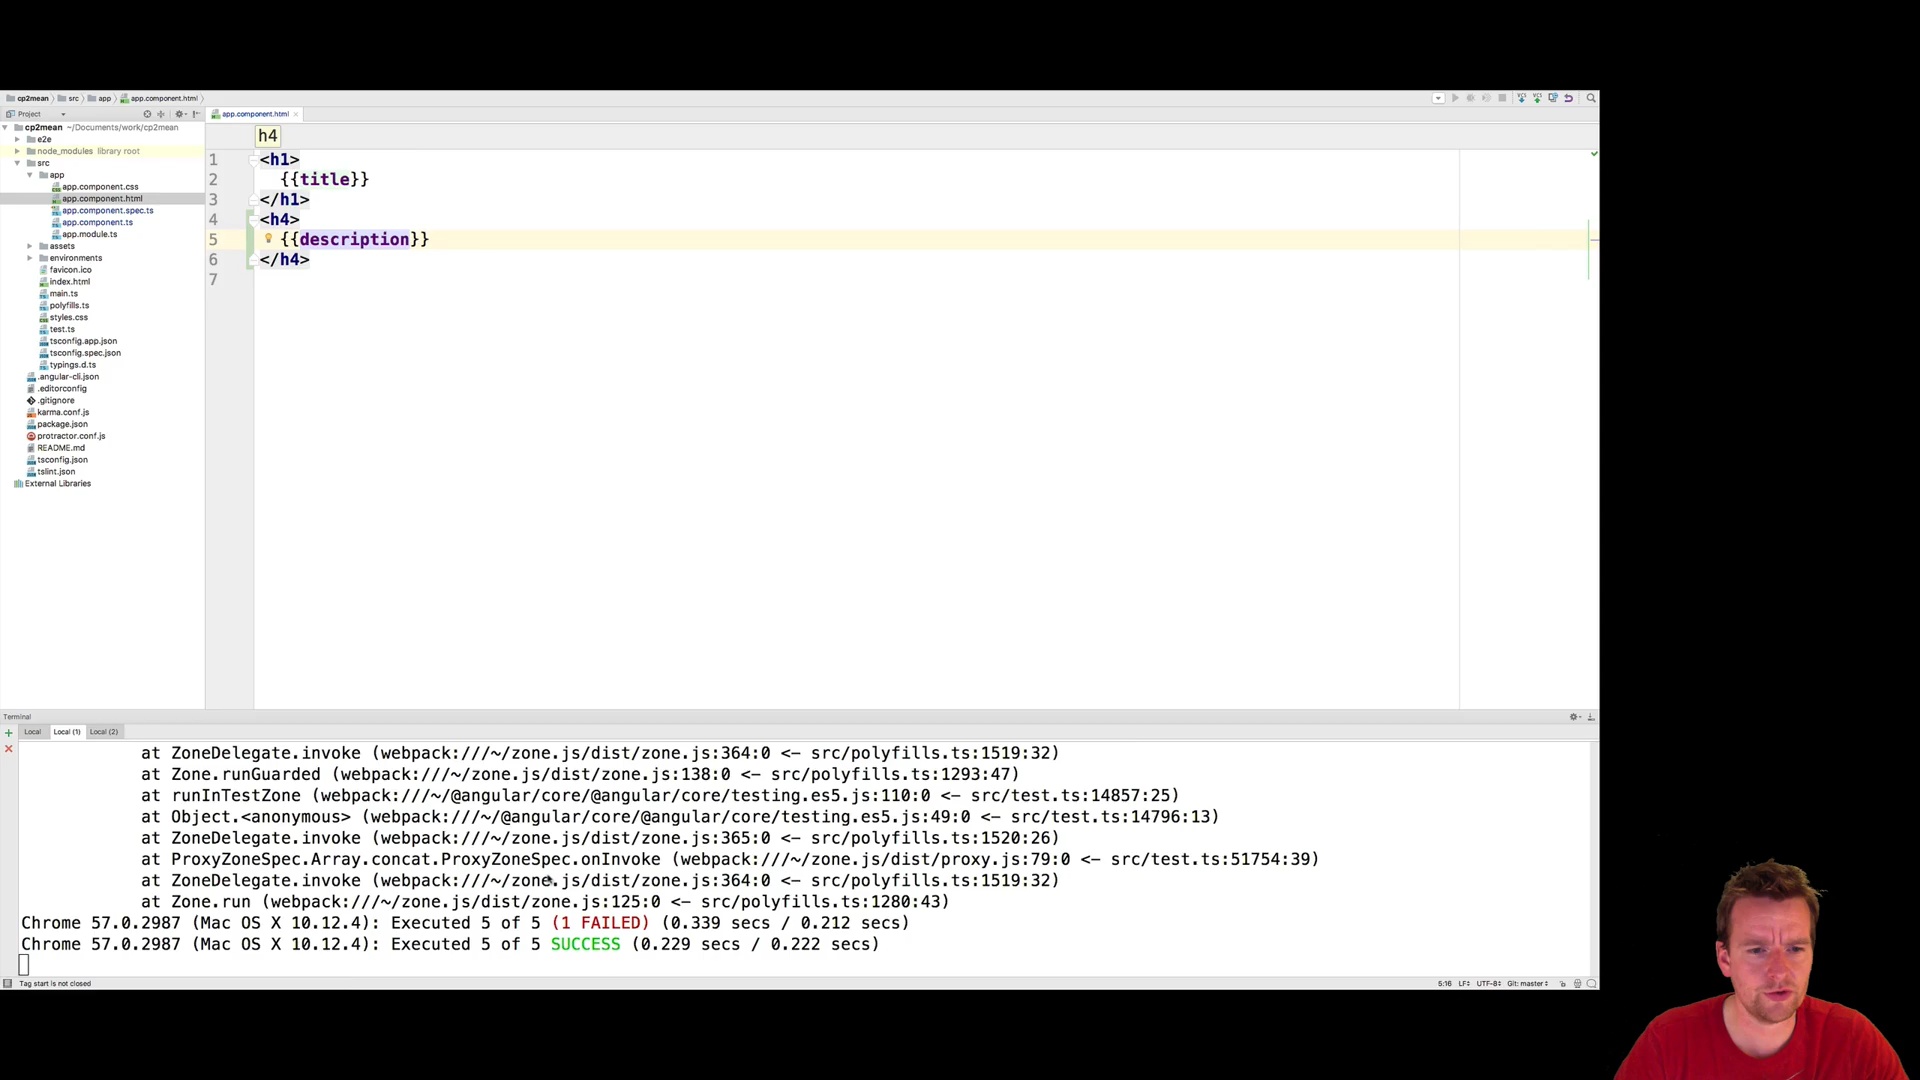 cp2mean src app app.component.html
Project
app.component.html
cp2mean ~/Documents/work/cp2mean
e2e
node_modules library root
src
app
app.component.css
app.component.html
app.component.spec.ts
app.component.ts
app.module.ts
assets
environments
favicon.ico
index.html
main.ts
polyfills.ts
styles.css
test.ts
tsconfig.app.json
tsconfig.spec.json
typings.d.ts
.angular-cli.json
.editorconfig
.gitignore
karma.conf.js
package.json
protractor.conf.js
README.md
tsconfig.json
tslint.json
External Libraries
h4
1 <h1>
2 {{title}}
3 </h1>
4 <h4>
5 {{description}}
6 </h4>
7
Terminal
Local Local (1) Local (2)
at ZoneDelegate.invoke (webpack:///~/zone.js/dist/zone.js:364:0 <- src/polyfills.ts:1519:32)
at Zone.runGuarded (webpack:///~/zone.js/dist/zone.js:138:0 <- src/polyfills.ts:1293:47)
at runInTestZone (webpack:///~/@angular/core/@angular/core/testing.es5.js:110:0 <- src/test.ts:14857:25)
at Object.<anonymous> (webpack:///~/@angular/core/@angular/core/testing.es5.js:49:0 <- src/test.ts:14796:13)
at ZoneDelegate.invoke (webpack:///~/zone.js/dist/zone.js:365:0 <- src/polyfills.ts:1520:26)
at ProxyZoneSpec.Array.concat.ProxyZoneSpec.onInvoke (webpack:///~/zone.js/dist/proxy.js:79:0 <- src/test.ts:51754:39)
at ZoneDelegate.invoke (webpack:///~/zone.js/dist/zone.js:364:0 <- src/polyfills.ts:1519:32)
at Zone.run (webpack:///~/zone.js/dist/zone.js:125:0 <- src/polyfills.ts:1280:43)
Chrome 57.0.2987 (Mac OS X 10.12.4): Executed 5 of 5 (1 FAILED) (0.339 secs / 0.212 secs)
Chrome 57.0.2987 (Mac OS X 10.12.4): Executed 5 of 5 SUCCESS (0.229 secs / 0.222 secs)
Tag start is not closed
5:16 LF UTF-8 Git: master